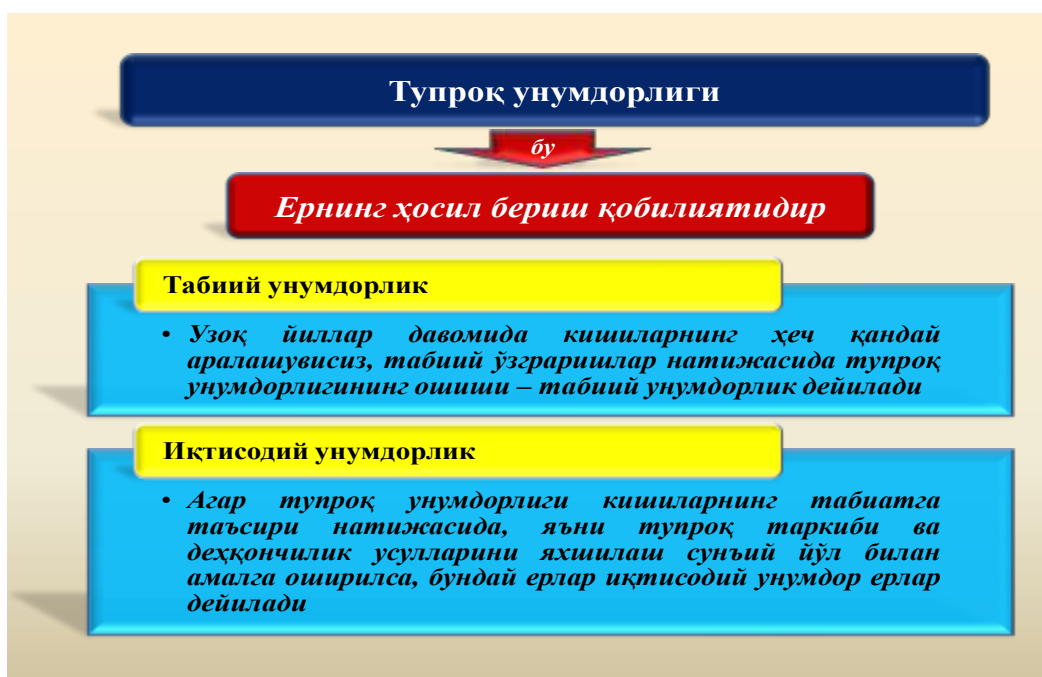 Тупроқ унумдорлиги
бу
Ернинг ҳосил бериш қобилиятидир
Табиий унумдорлик
• Узоқ йиллар давомида кишиларнинг ҳеч қандай
аралашувисиз, табиий ўзграришлар натижасида тупроқ
унумдорлигининг ошиши – табиий унумдорлик дейилади
Иқтисодий унумдорлик
• Агар тупроқ унумдорлиги кишиларнинг табиатга
таъсири натижасида, яъни тупроқ таркиби ва
деҳқончилик усулларини яхшилаш сунъий йўл билан
амалга оширилса, бундай ерлар иқтисодий унумдор ерлар
дейилади